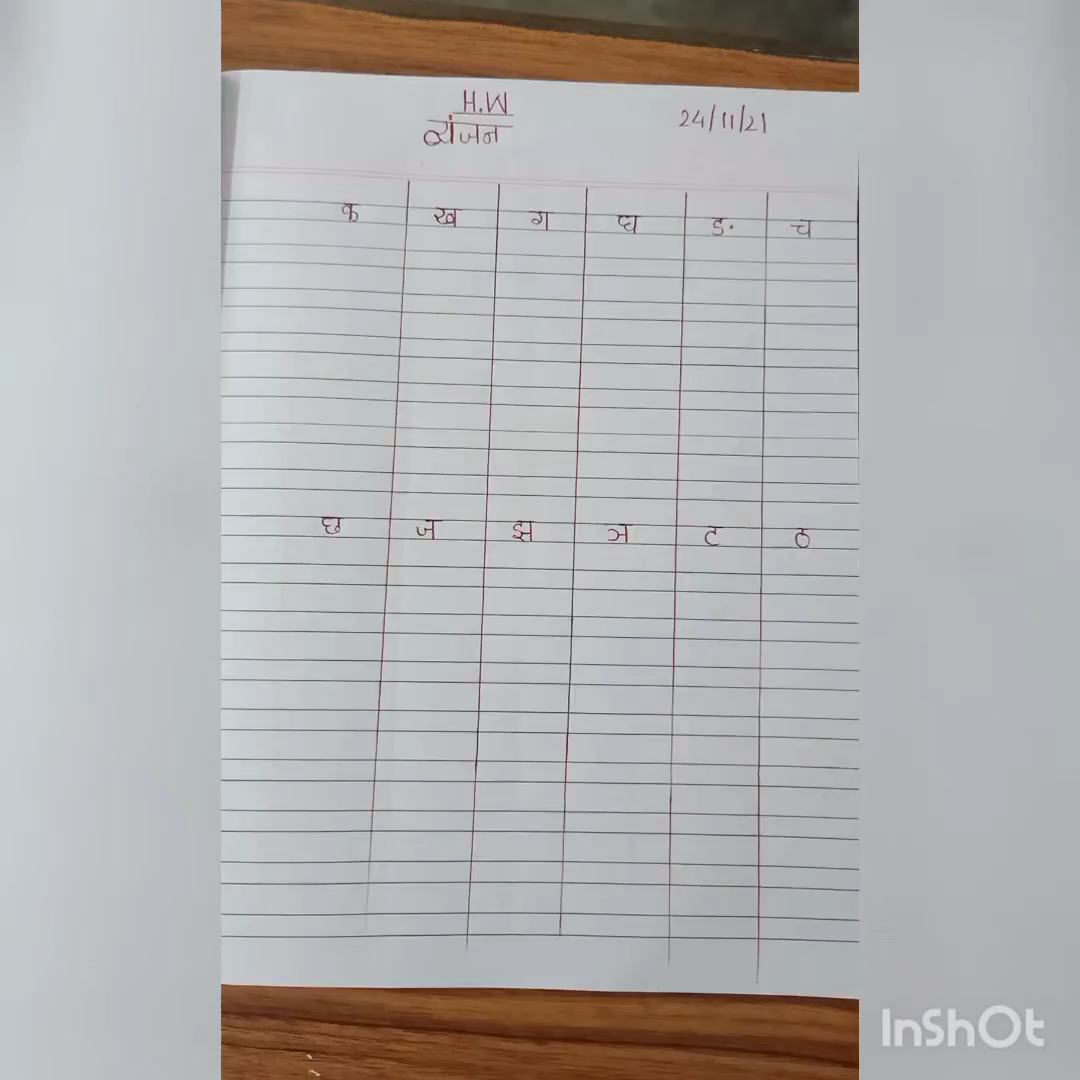 H.W
व्यंजन 24/11/21
क ख ग घ ङ च
छ ज झ ञ ट ठ
InShOt